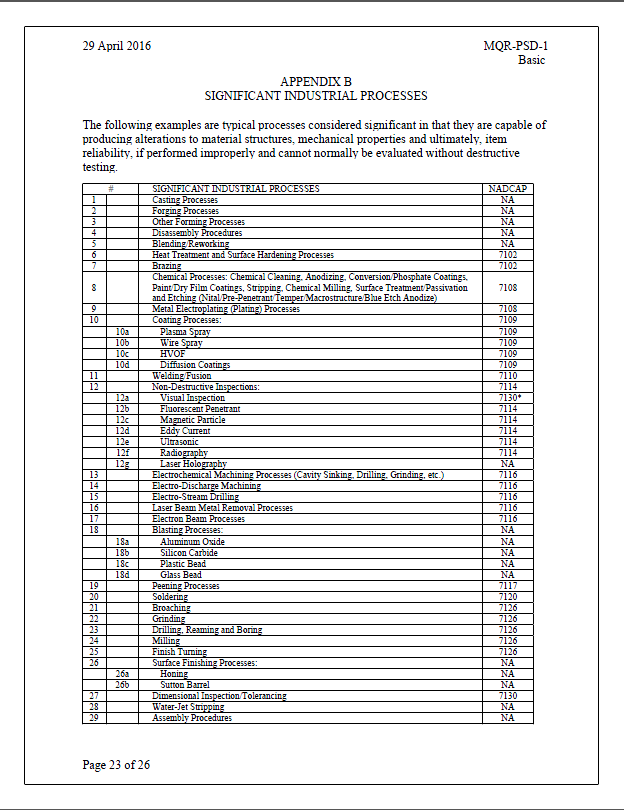 29 April 2016 MQR-PSD-1
Basic
APPENDIX B
SIGNIFICANT INDUSTRIAL PROCESSES
The following examples are typical processes considered significant in that they are capable of
producing alterations to material structures, mechanical properties and ultimately, item
reliability, if performed improperly and cannot normally be evaluated without destructive
testing.
# SIGNIFICANT INDUSTRIAL PROCESSES NADCAP
1 Casting Processes NA
2 Forging Processes NA
3 Other Forming Processes NA
4 Disassembly Procedures NA
5 Blending/Reworking NA
6 Heat Treatment and Surface Hardening Processes 7102
7 Brazing 7102
Chemical Processes: Chemical Cleaning, Anodizing, Conversion/Phosphate Coatings,
8 Paint/Dry Film Coatings, Stripping, Chemical Milling, Surface Treatment/Passivation 7108
and Etching (Nital/Pre-Penetrant/Temper/Macrostructure/Blue Etch Anodize)
9 Metal Electroplating (Plating) Processes 7108
10 Coating Processes: 7109
10a Plasma Spray 7109
10b Wire Spray 7109
10c HVOF 7109
10d Diffusion Coatings 7109
11 Welding/Fusion 7110
12 Non-Destructive Inspections: 7114
12a Visual Inspection 7130*
12b Fluorescent Penetrant 7114
12c Magnetic Particle 7114
12d Eddy Current 7114
12e Ultrasonic 7114
12f Radiography 7114
12g Laser Holography NA
13 Electrochemical Machining Processes (Cavity Sinking, Drilling, Grinding, etc.) 7116
14 Electro-Discharge Machining 7116
15 Electro-Stream Drilling 7116
16 Laser Beam Metal Removal Processes 7116
17 Electron Beam Processes 7116
18 Blasting Processes: NA
18a Aluminum Oxide NA
18b Silicon Carbide NA
18c Plastic Bead NA
18d Glass Bead NA
19 Peening Processes 7117
20 Soldering 7120
21 Broaching 7126
22 Grinding 7126
23 Drilling, Reaming and Boring 7126
24 Milling 7126
25 Finish Turning 7126
26 Surface Finishing Processes: NA
26a Honing NA
26b Sutton Barrel NA
27 Dimensional Inspection/Tolerancing 7130
28 Water-Jet Stripping NA
29 Assembly Procedures NA
Page 23 of 26